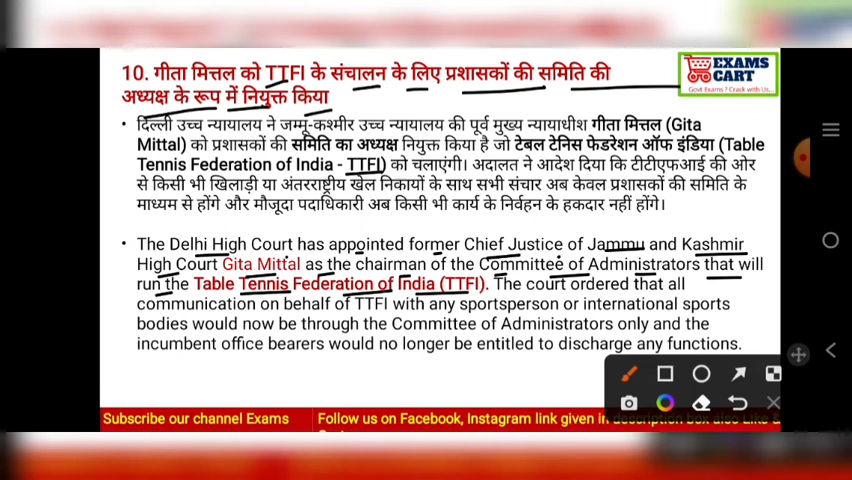 10. गीता मित्तल को TTFI के संचालन के लिए प्रशासकों की समिति की
अध्यक्ष के रूप में नियुक्त किया
EXAMS
CART
Govt Exams ? Crack with Us...
• दिल्ली उच्च न्यायालय ने जम्मू-कश्मीर उच्च न्यायालय की पूर्व मुख्य न्यायाधीश गीता मित्तल (Gita
Mittal) को प्रशासकों की समिति का अध्यक्ष नियुक्त किया है जो टेबल टेनिस फेडरेशन ऑफ इंडिया (Table
Tennis Federation of India - TTFI) को चलाएंगी। अदालत ने आदेश दिया कि टीटीएफआई की ओर
से किसी भी खिलाड़ी या अंतरराष्ट्रीय खेल निकायों के साथ सभी संचार अब केवल प्रशासकों की समिति के
माध्यम से होंगे और मौजूदा पदाधिकारी अब किसी भी कार्य के निर्वहन के हकदार नहीं होंगे।
• The Delhi High Court has appointed former Chief Justice of Jammu and Kashmir
High Court Gita Mittal as the chairman of the Committee of Administrators that will
run the Table Tennis Federation of India (TTFI). The court ordered that all
communication on behalf of TTFI with any sportsperson or international sports
bodies would now be through the Committee of Administrators only and the
incumbent office bearers would no longer be entitled to discharge any functions.
Subscribe our channel Exams
Follow us on Facebook, Instagram link given in description box also Like &